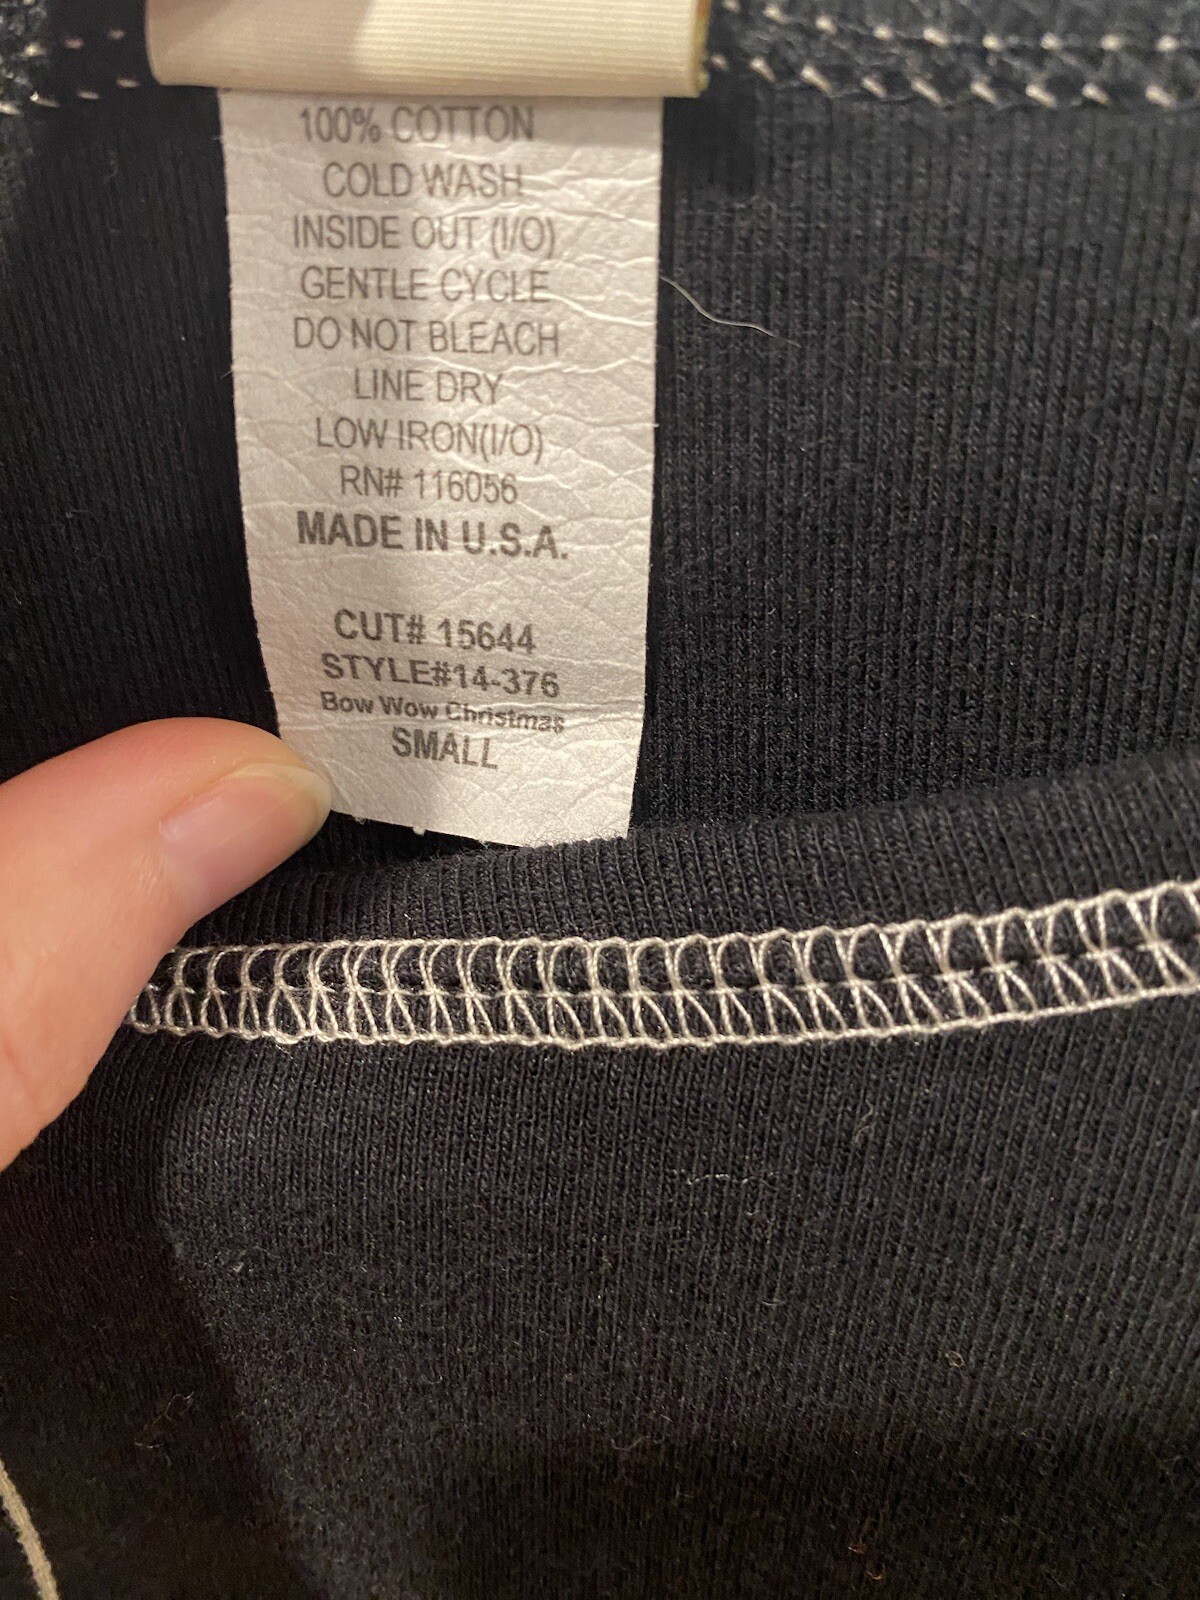 100% COTTON
COLD WASH
INSIDE OUT (I/O)
GENTLE CYCLE
DO NOT BLEACH
LINE DRY
LOW IRON(I/O)
RN# 116056
MADE IN U.S.A.
CUT# 15644
STYLE#14-376
Bow Wow Christmas
SMALL